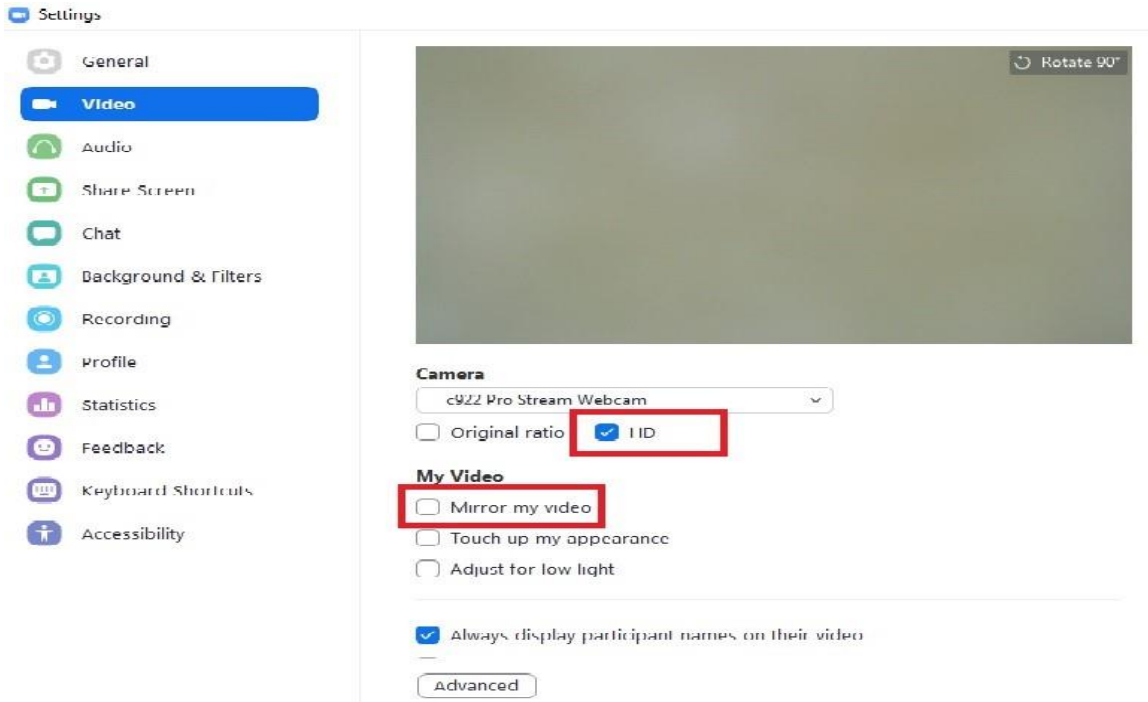 Settings
General
Video
Audio
Share Screen
Chat
Background & Filters
Recording
Profile
Statistics
Feedback
Keyboard Shortcuts
Accessibility
Rotate 90°
Camera
c922 Pro Stream Webcam
Original ratio HD
My Video
Mirror my video
Touch up my appearance
Adjust for low light
Always display participant names on their video
Advanced